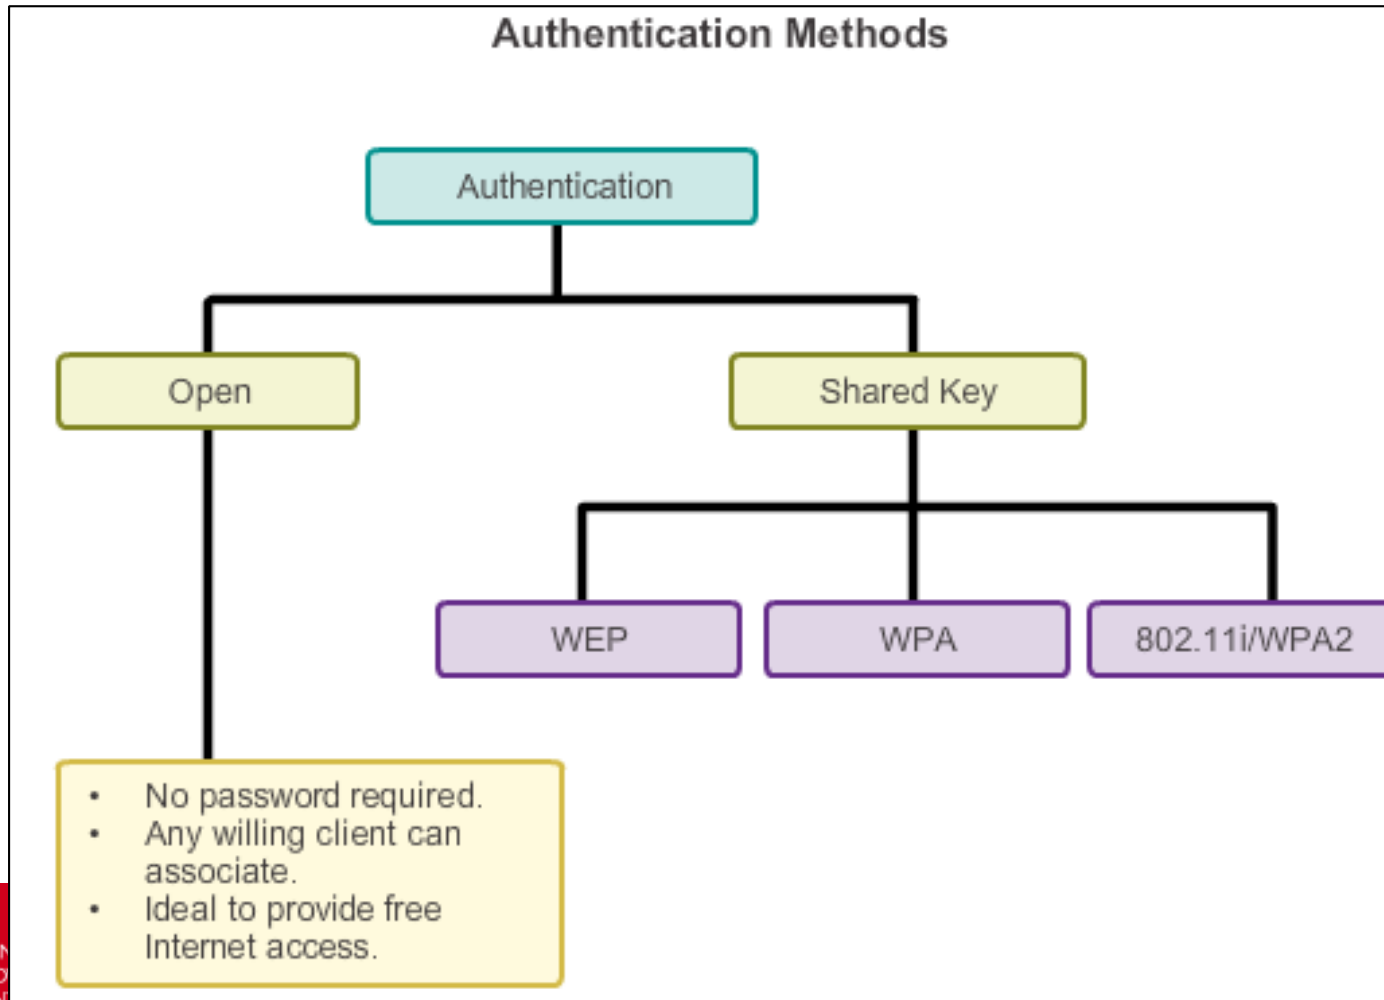 Authentication Methods
Authentication
Open
Shared Key
WEP
WPA
802.11i/WPA2
• No password required.
• Any willing client can
associate.
• Ideal to provide free
Internet access.